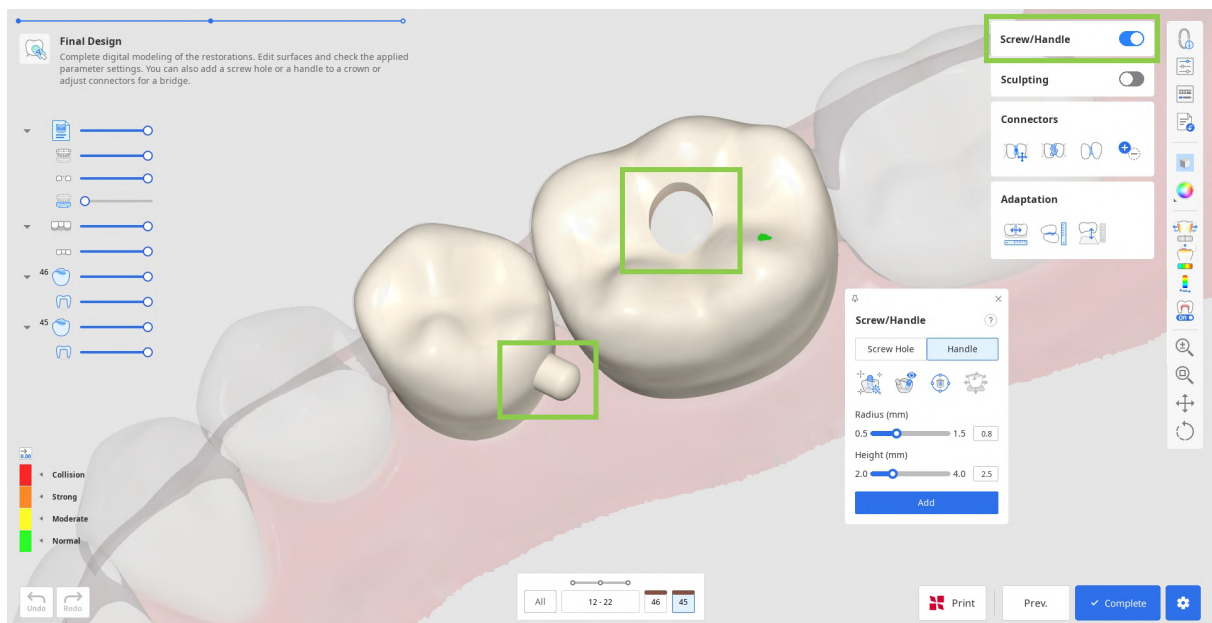 Final Design
Complete digital modeling of the restorations. Edit surfaces and check the applied
parameter settings. You can also add a screw hole or a handle to a crown or
adjust connectors for a bridge.
46
45
0.00
Collision
Strong
Moderate
Normal
Undo
Redo
All
12 - 22
46
45
Screw/Handle
Sculpting
Connectors
Adaptation
Screw/Handle
?
Screw Hole
Handle
Radius (mm)
0.5
1.5
0.8
Height (mm)
2.0
4.0
2.5
Add
On
Print
Prev.
Complete